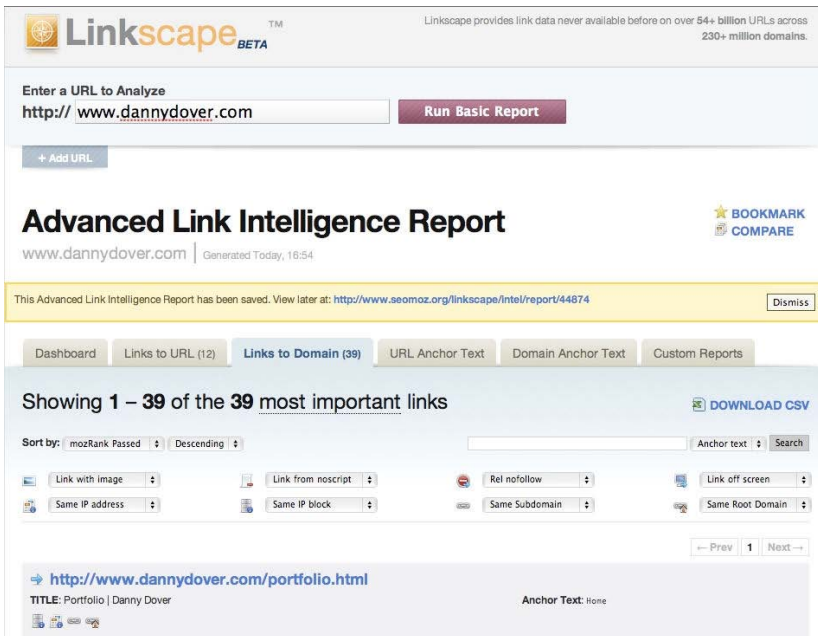 Linkscape BETA ™
Linkscape provides link data never available before on over 54+ billion URLs across
230+ million domains.
Enter a URL to Analyze
http:// www.dannydover.com Run Basic Report
+ Add URL
Advanced Link Intelligence Report
BOOKMARK
COMPARE
www.dannydover.com | Generated Today, 16:54
This Advanced Link Intelligence Report has been saved. View later at: http://www.seomoz.org/linkscape/intel/report/44874 Dismiss
Dashboard Links to URL (12) Links to Domain (39) URL Anchor Text Domain Anchor Text Custom Reports
Showing 1 – 39 of the 39 most important links DOWNLOAD CSV
Sort by: mozRank Passed Descending Anchor text Search
Link with image Link from noscript Rel nofollow Link off screen
Same IP address Same IP block Same Subdomain Same Root Domain
← Prev 1 Next →
http://www.dannydover.com/portfolio.html
TITLE: Portfolio | Danny Dover Anchor Text: Home